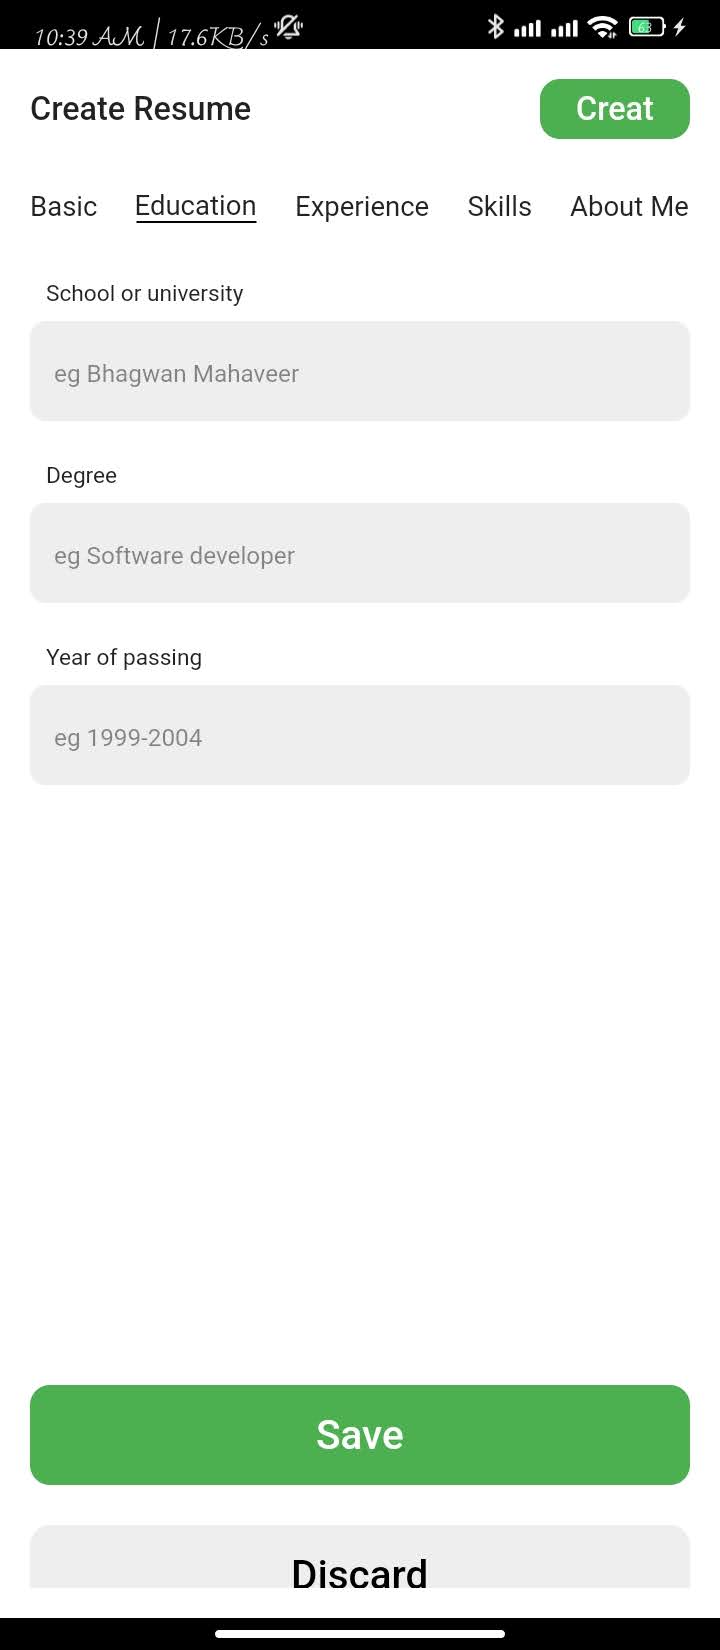 10:39 AM | 17.6KB/s 63
Create Resume Creat
Basic Education Experience Skills About Me
School or university
eg Bhagwan Mahaveer
Degree
eg Software developer
Year of passing
eg 1999-2004
Save
Discard